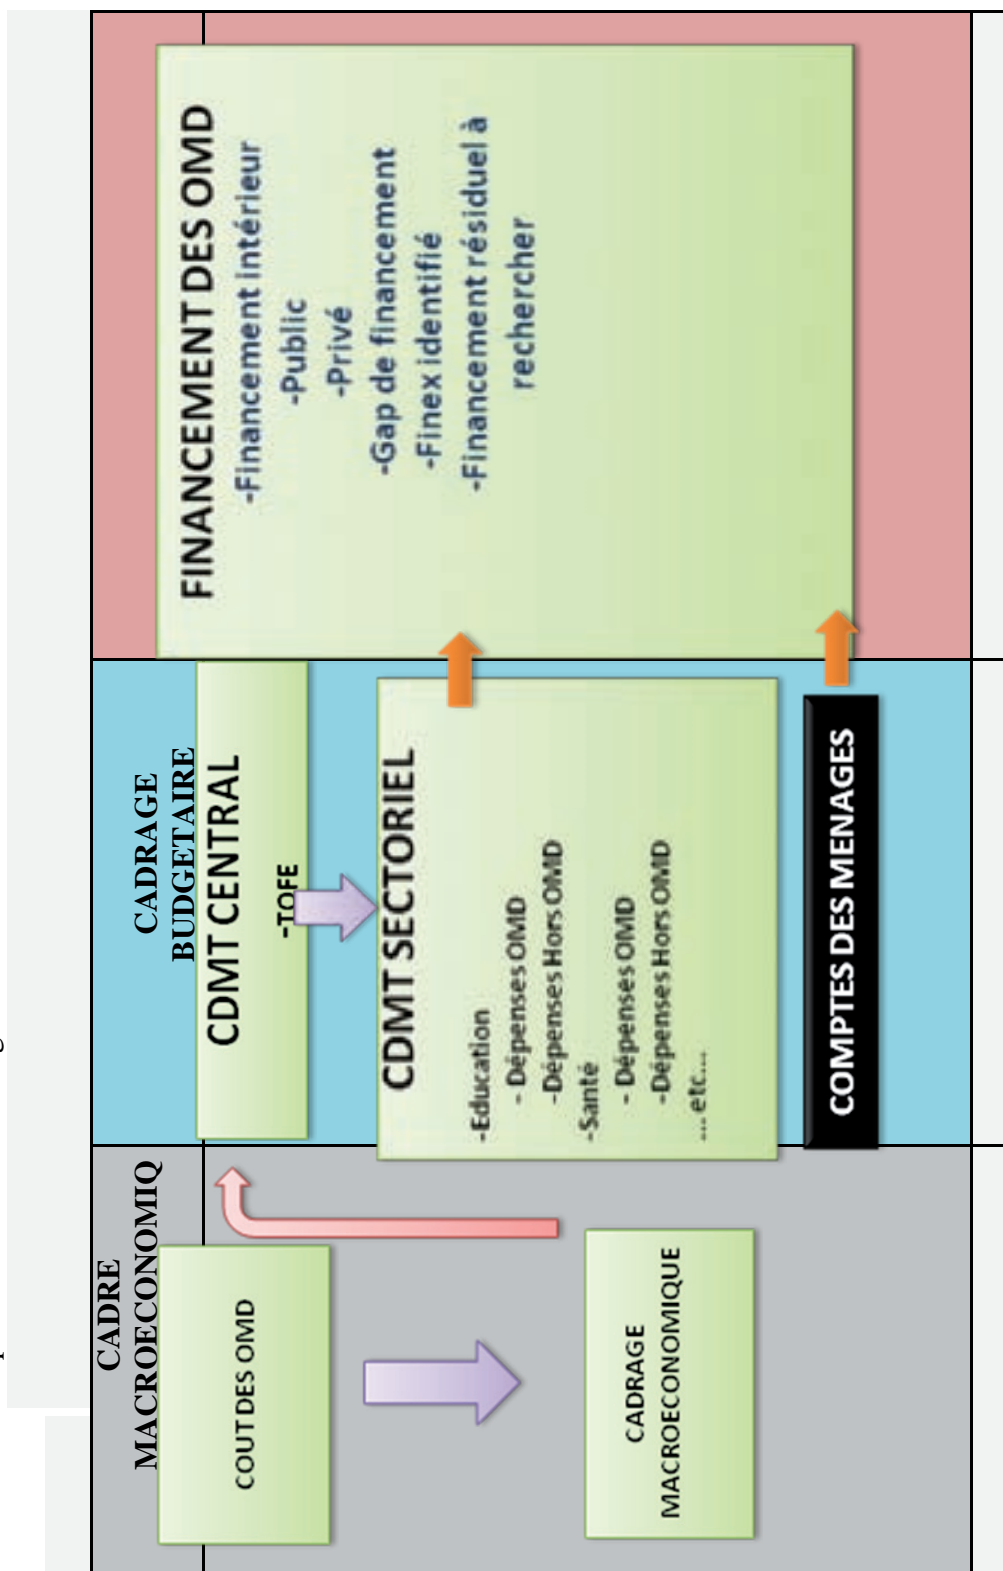 CADRE
MACROECONOMIQ
COUT DES OMD
CADRAGE
MACROECONOMIQUE
CADRAGE
BUDGETAIRE
CDMT CENTRAL
-TOFE
CDMT SECTORIEL
-Education
- Dépenses OMD
-Dépenses Hors OMD
-Santé
- Dépenses OMD
-Dépenses Hors OMD
... etc...
COMPTES DES MENAGES
FINANCEMENT DES OMD
-Financement intérieur
-Public
-Privé
-Gap de financement
-Finex identifié
-Financement résiduel à
rechercher